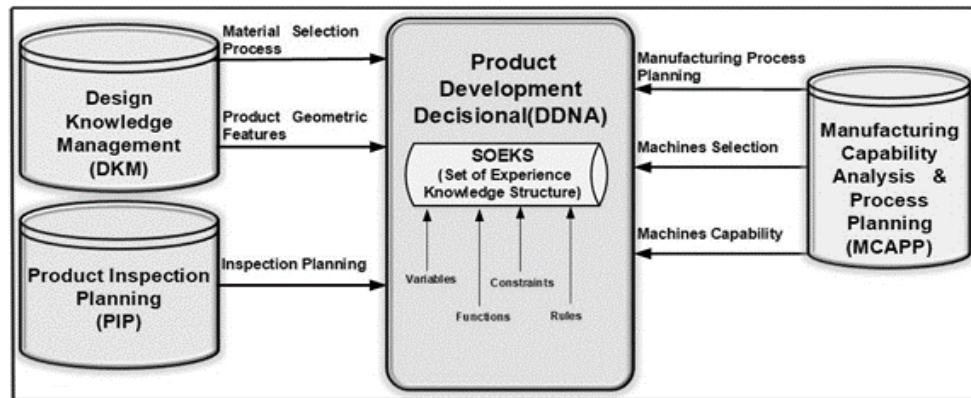 Material Selection
Process
Design
Knowledge
Management
(DKM)
Product Geometric
Features
Product Inspection
Planning
(PIP)
Inspection Planning
Product
Development
Decisional(DDNA)
SOEKS
(Set of Experience
Knowledge Structure)
Variables
Functions
Constraints
Rules
Manufacturing Process
Planning
Machines Selection
Machines Capability
Manufacturing
Capability
Analysis &
Process
Planning
(MCAPP)